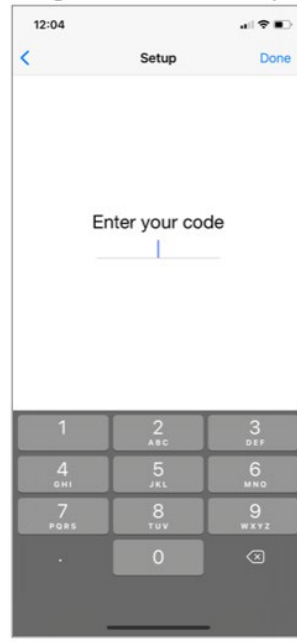 12:04
Setup Done
Enter your code
1 2 3
ABC DEF
4 5 6
GHI JKL MNO
7 8 9
PQRS TUV WXYZ
. 0